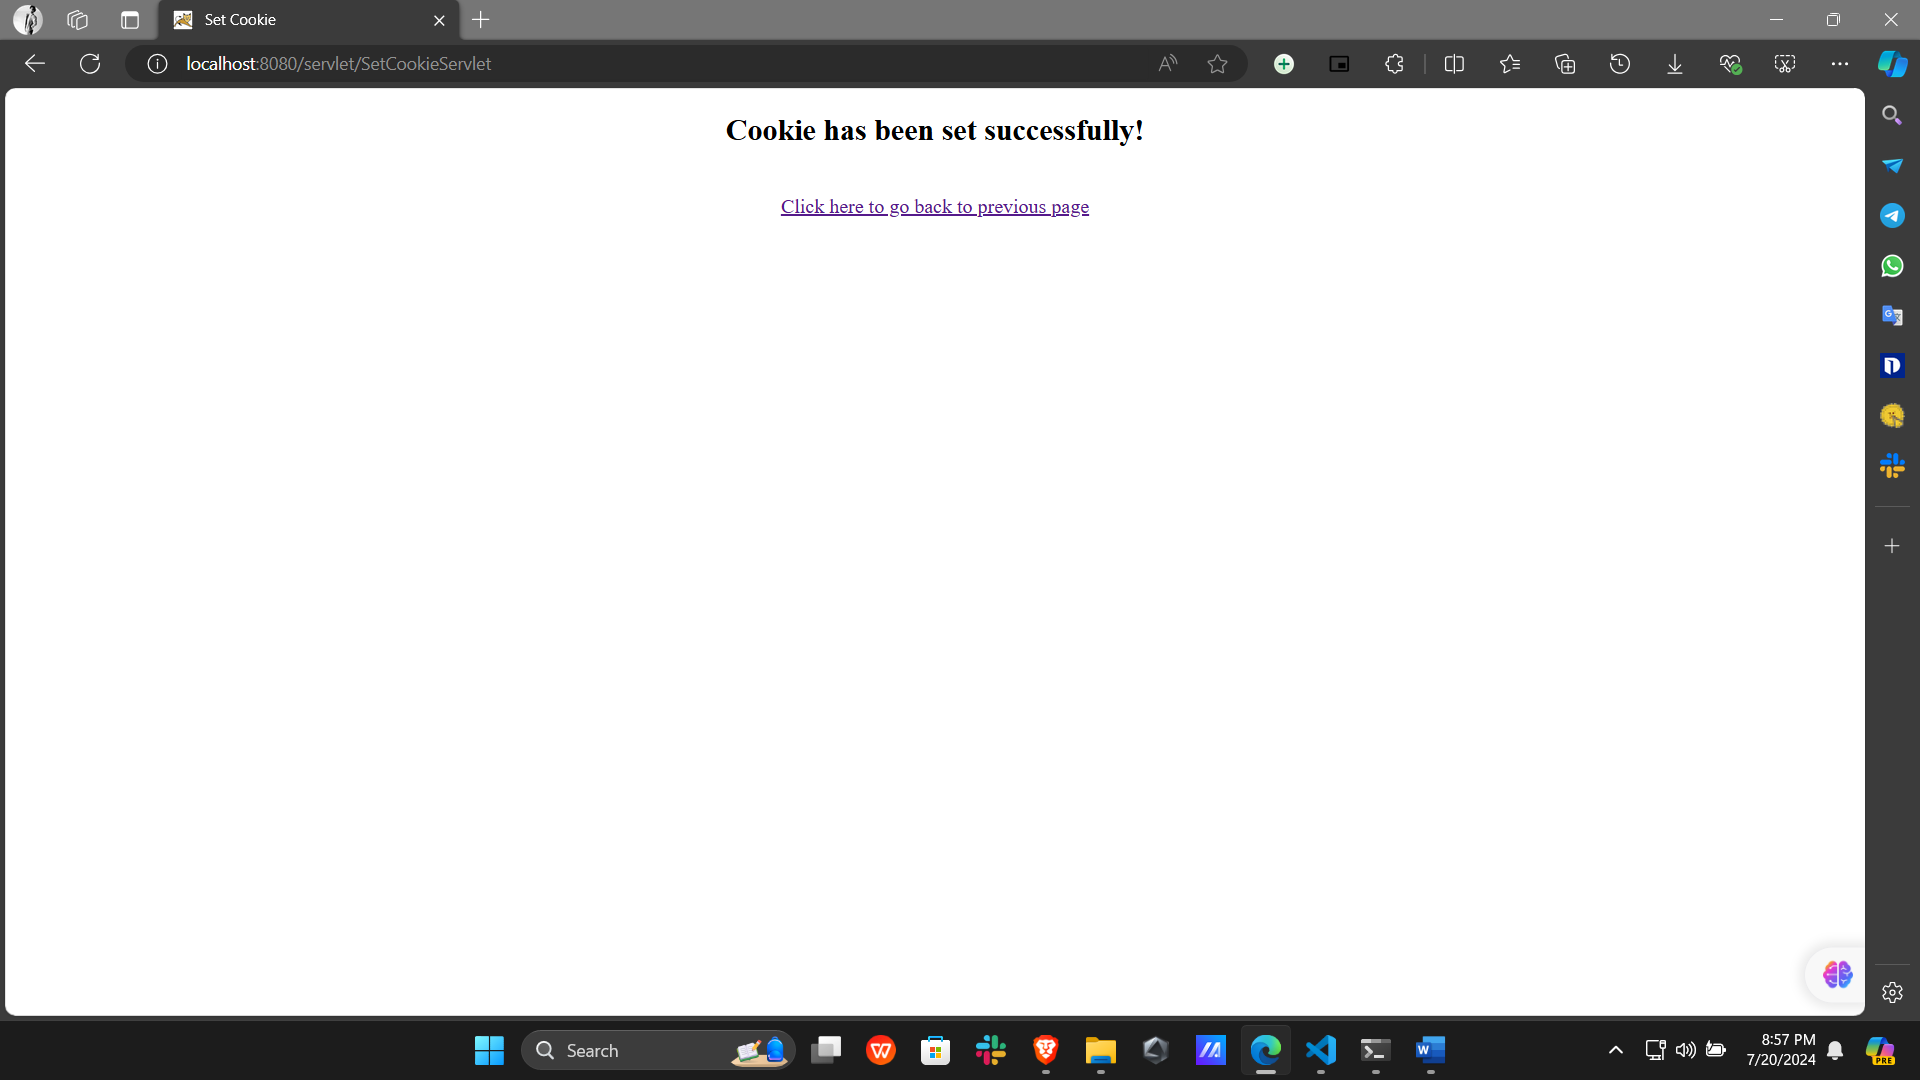 Set Cookie
localhost:8080/servlet/SetCookieServlet
Cookie has been set successfully!
Click here to go back to previous page
Search
8:57 PM
7/20/2024
PRE